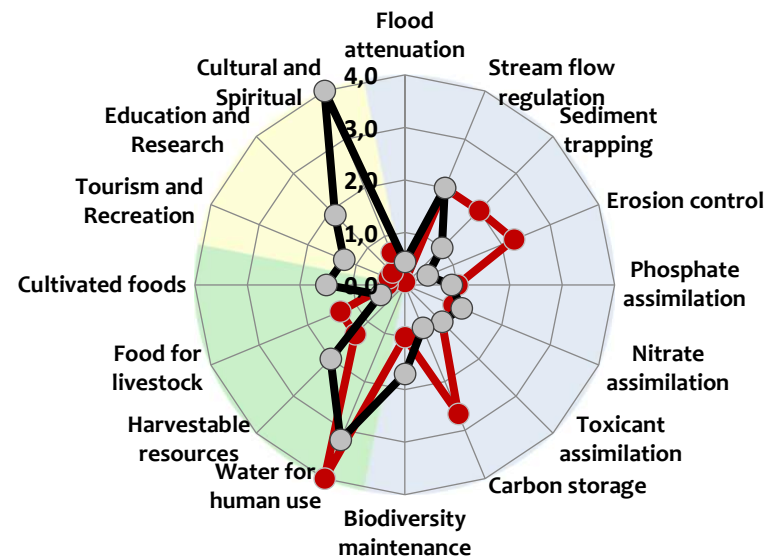 Flood
attenuation
Stream flow
regulation
Sediment
trapping
Erosion control
Phosphate
assimilation
Nitrate
assimilation
Toxicant
assimilation
Carbon storage
Biodiversity
maintenance
Water for
human use
Harvestable
resources
Food for
livestock
Cultivated foods
Tourism and
Recreation
Education and
Research
Cultural and
Spiritual
4,0
3,0
2,0
1,0
0,0